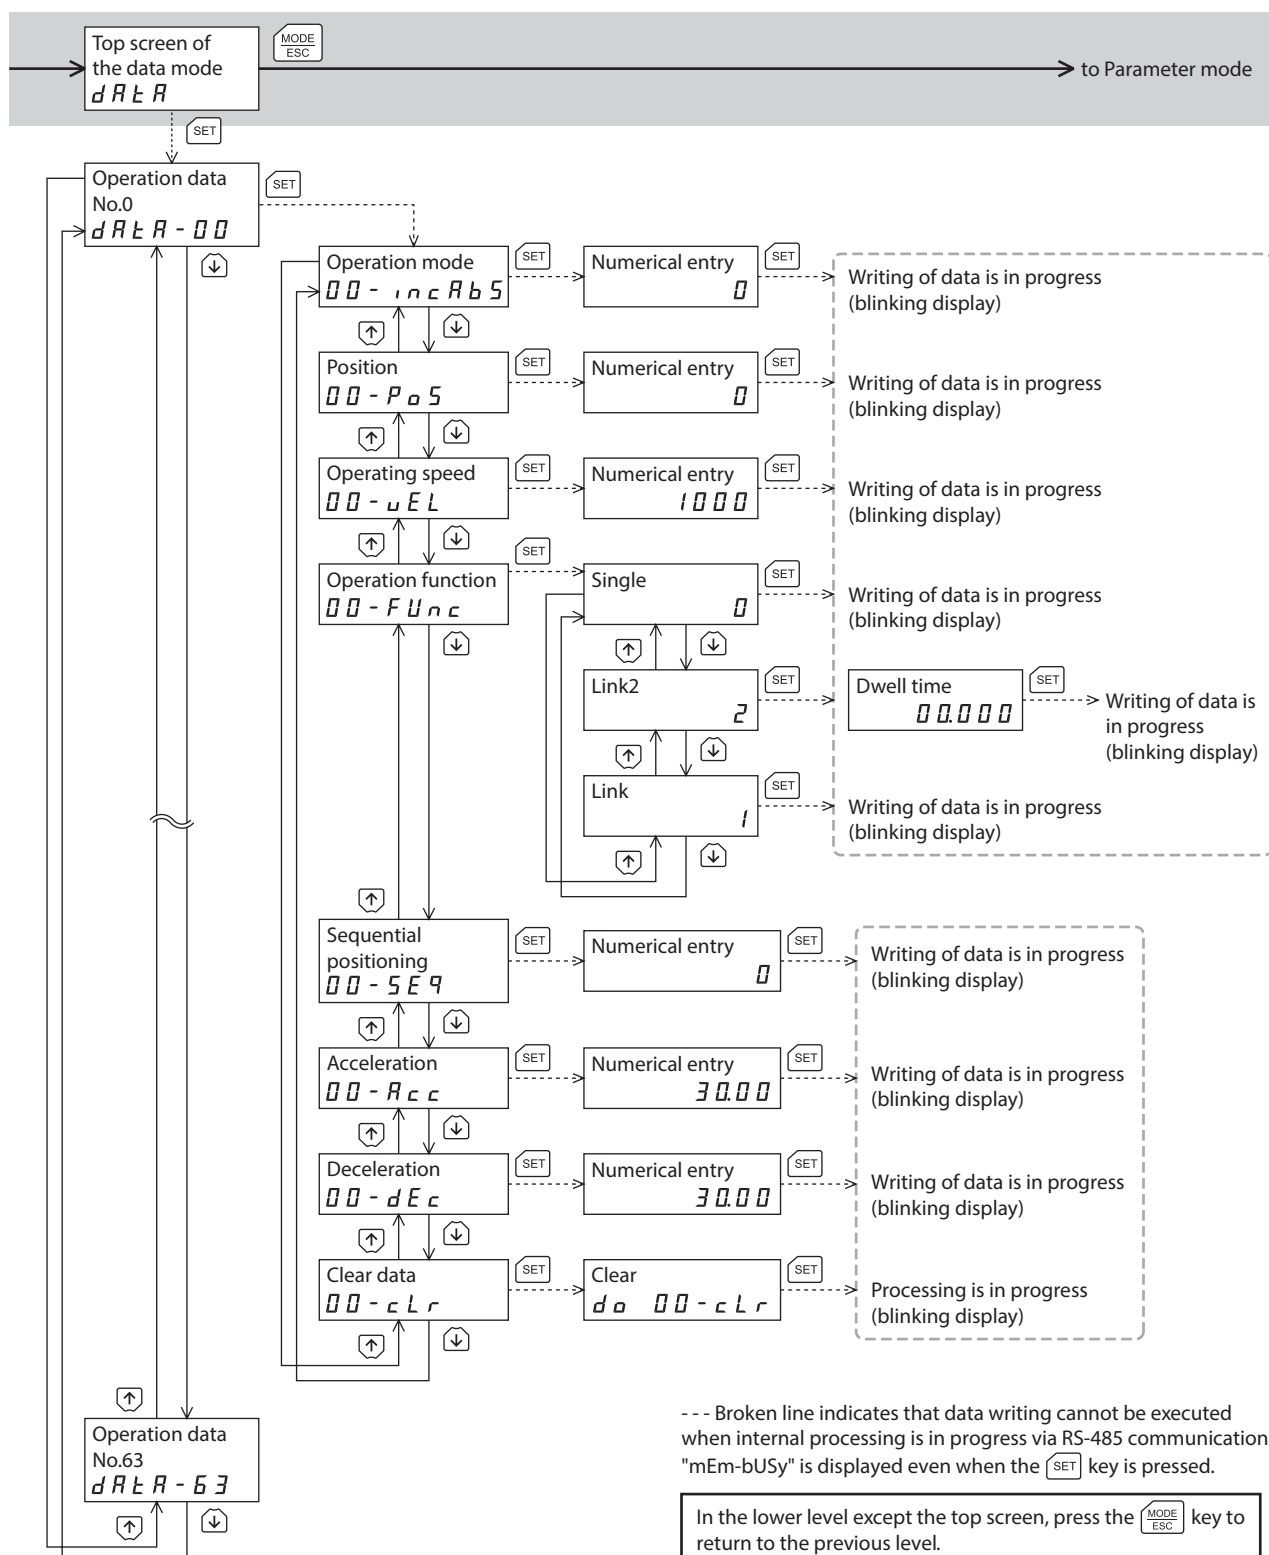 Top screen of
the data mode
dAtA
MODE
ESC
to Parameter mode
SET
Operation data
No.0
dAtA-00
SET
Operation mode
00-incAbS
SET
Numerical entry
0
SET
Writing of data is in progress
(blinking display)
Position
00-PoS
SET
Numerical entry
0
SET
Writing of data is in progress
(blinking display)
Operating speed
00-vEL
SET
Numerical entry
1000
SET
Writing of data is in progress
(blinking display)
Operation function
00-FUnc
SET
Single
0
SET
Writing of data is in progress
(blinking display)
Link2
2
SET
Dwell time
00.000
SET
Writing of data is
in progress
(blinking display)
Link
1
SET
Writing of data is in progress
(blinking display)
Sequential
positioning
00-SEq
SET
Numerical entry
0
SET
Writing of data is in progress
(blinking display)
Acceleration
00-Acc
SET
Numerical entry
30.00
SET
Writing of data is in progress
(blinking display)
Deceleration
00-dEc
SET
Numerical entry
30.00
SET
Writing of data is in progress
(blinking display)
Clear data
00-cLr
SET
Clear
do 00-cLr
SET
Processing is in progress
(blinking display)
Operation data
No.63
dAtA-63
--- Broken line indicates that data writing cannot be executed
when internal processing is in progress via RS-485 communication
"mEm-bUSy" is displayed even when the SET key is pressed.
In the lower level except the top screen, press the MODE ESC key to
return to the previous level.